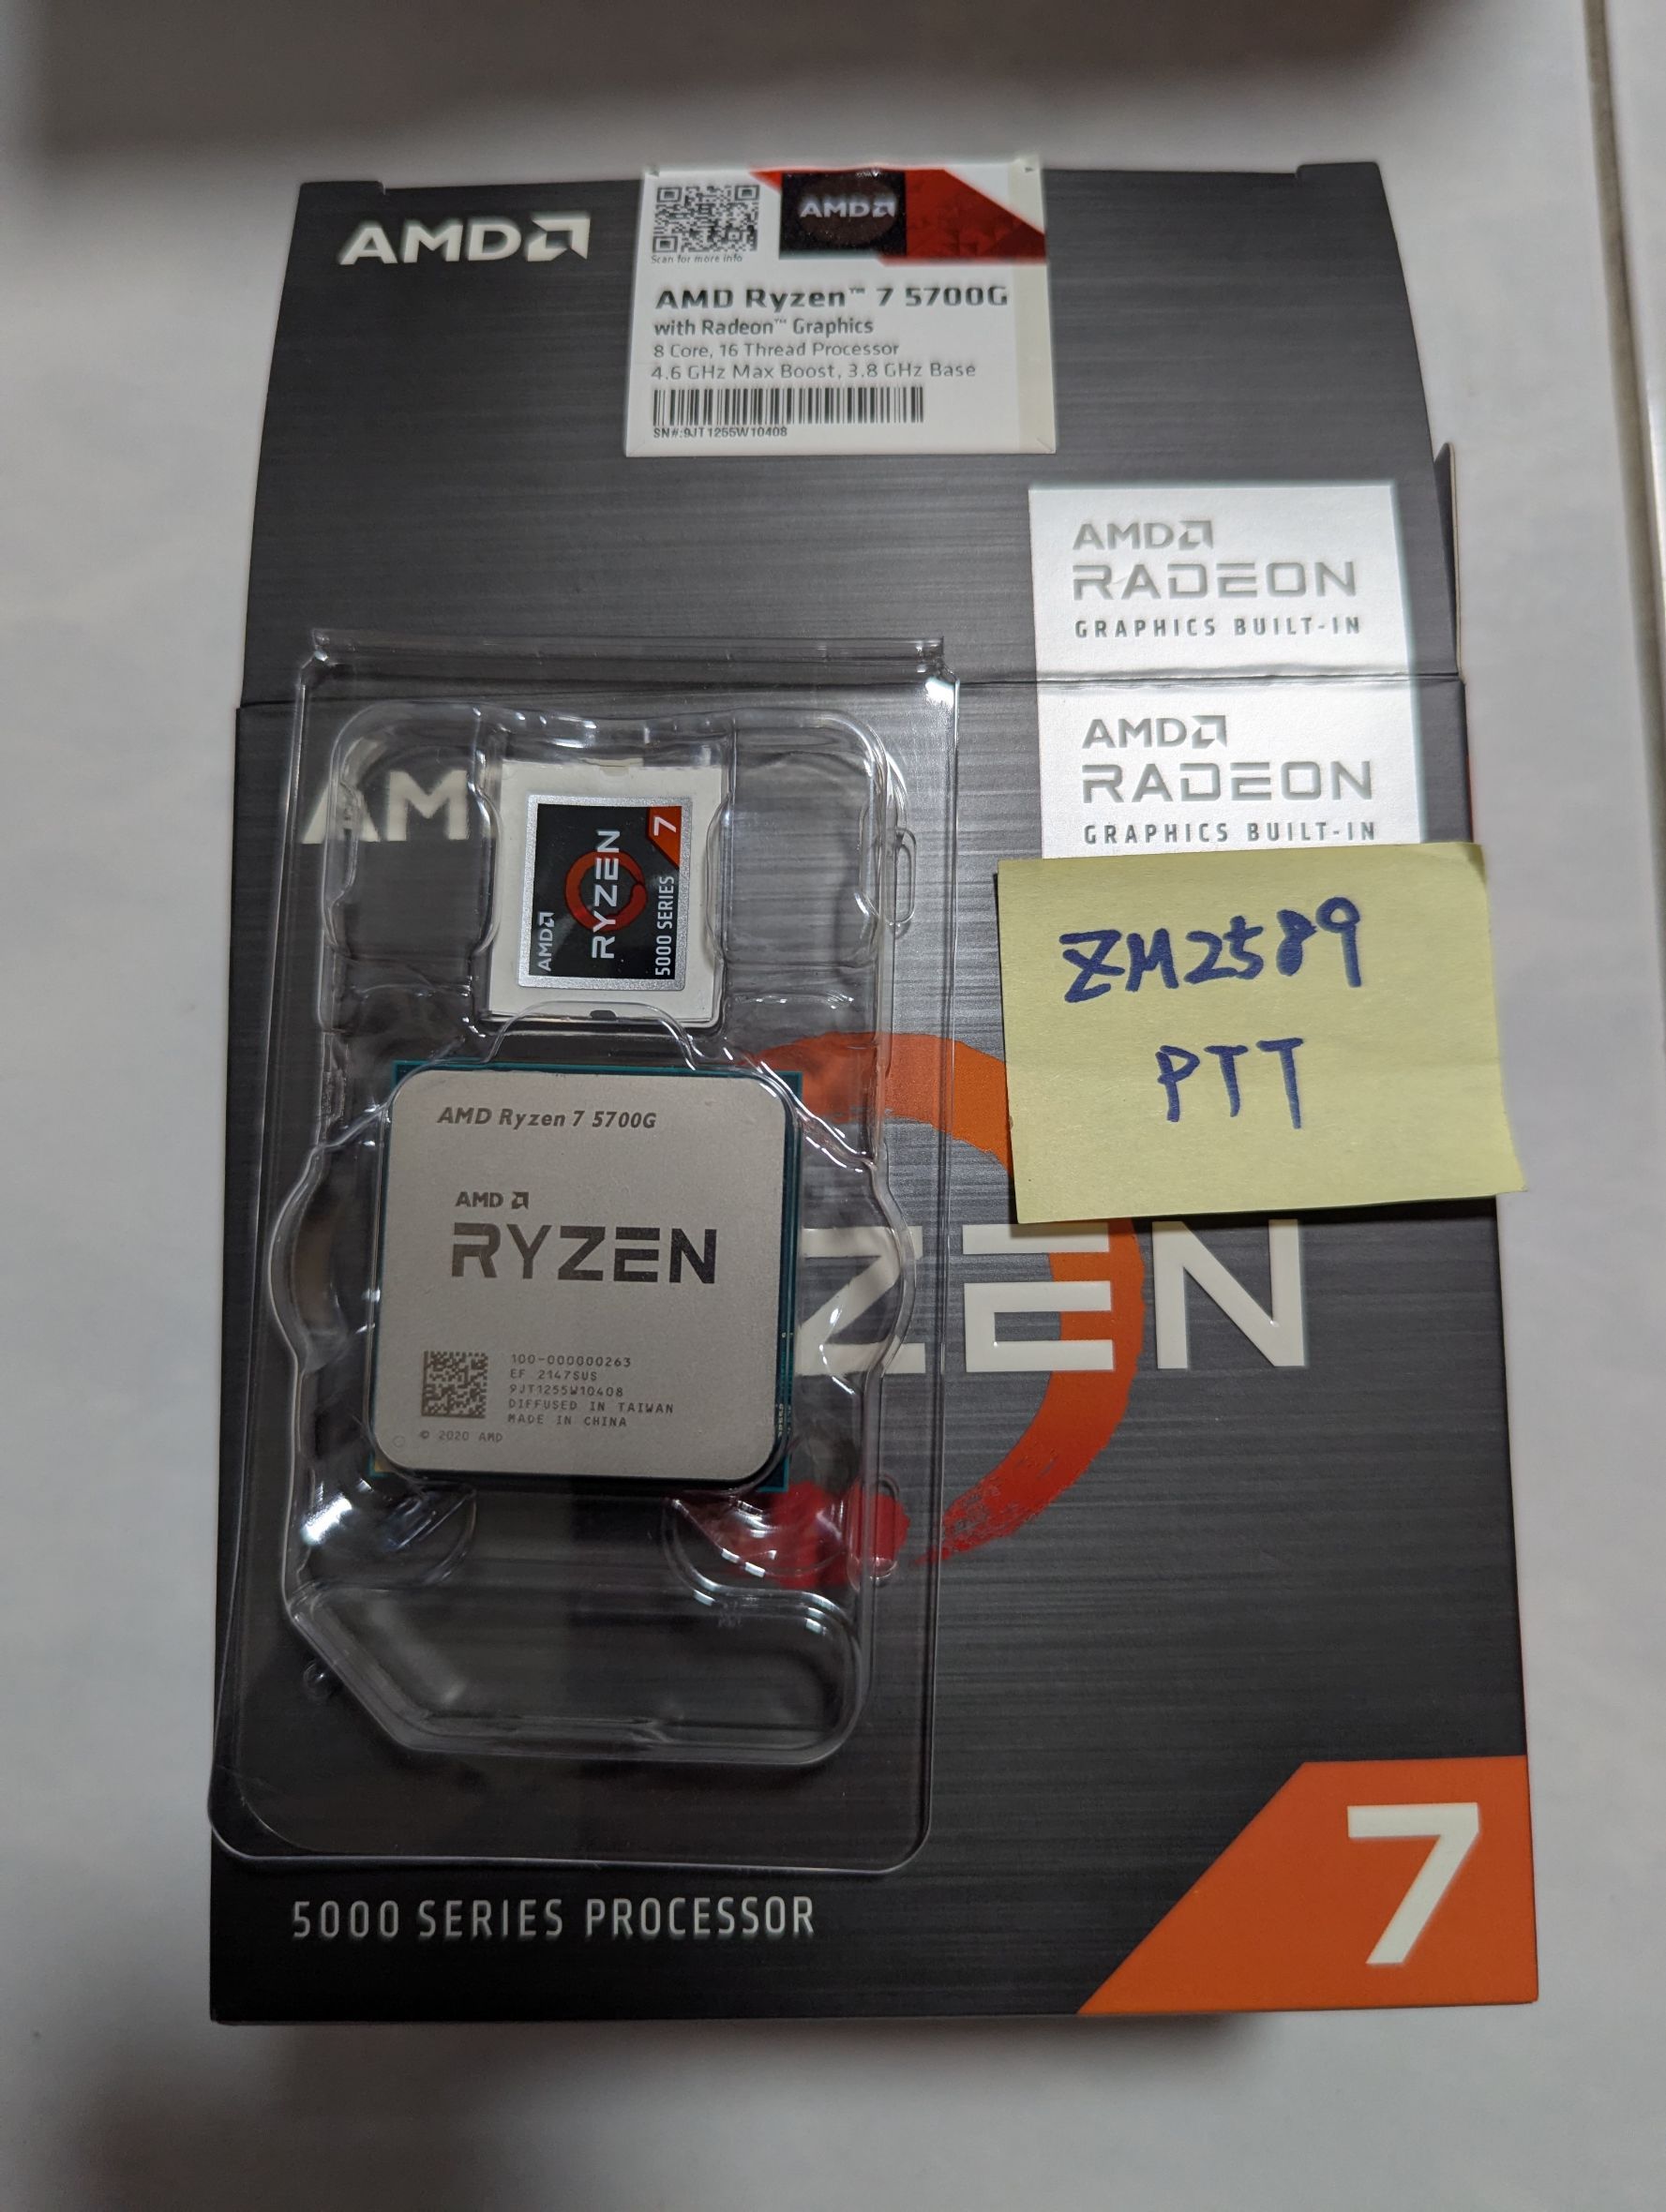 AMD
AMD
Scan for more info
AMD Ryzen™ 7 5700G
with Radeon™ Graphics
8 Core, 16 Thread Processor
4.6 GHz Max Boost, 3.8 GHz Base
SN#:9JT1255W10408
AMD
RADEON
GRAPHICS BUILT-IN
AMD
RADEON
GRAPHICS BUILT-IN
AM
AMD
RYZEN
5000 SERIES
7
ZM2589
PTT
AMD Ryzen 7 5700G
AMD
RYZEN
100-000000263
EF 2147SUS
9JT1255W10408
DIFFUSED IN TAIWAN
MADE IN CHINA
© 2020 AMD
ZEN
5000 SERIES PROCESSOR
7